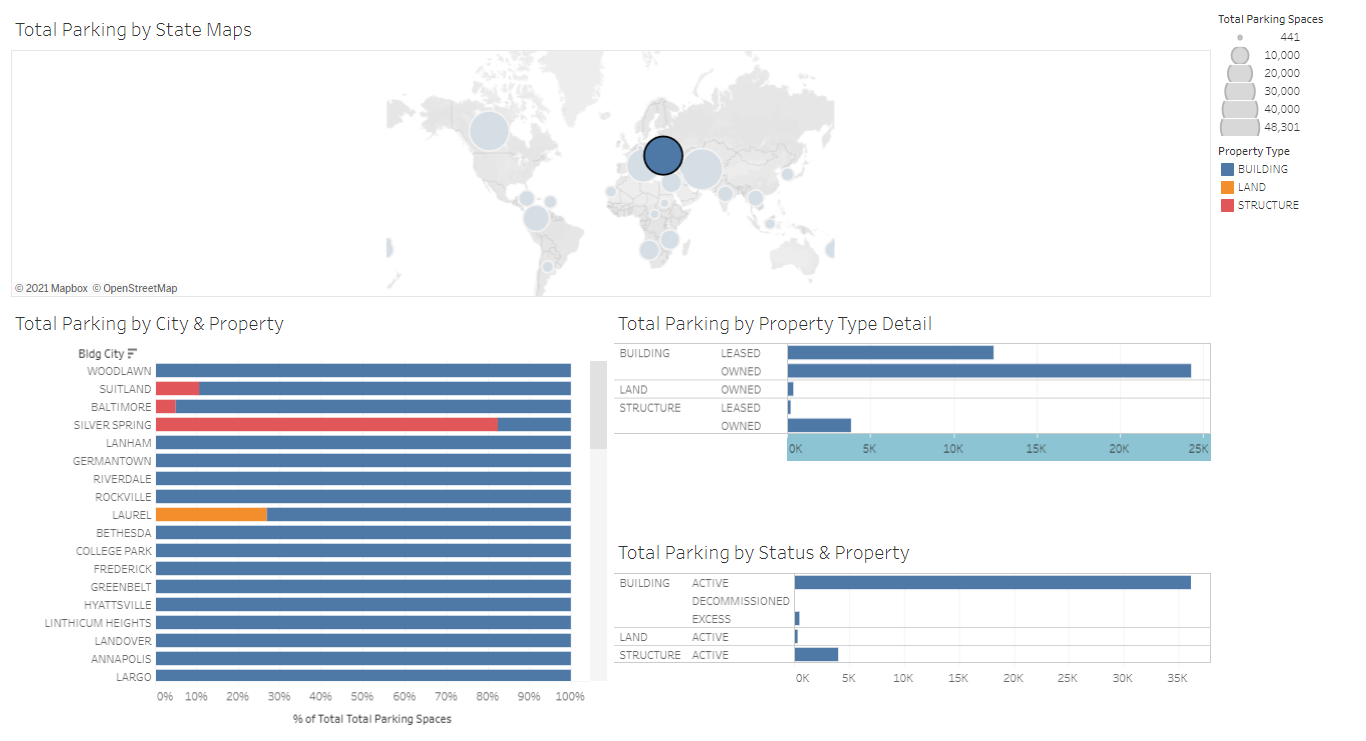 Total Parking by State Maps
Total Parking Spaces
441
10,000
20,000
30,000
40,000
48,301
Property Type
BUILDING
LAND
STRUCTURE
© 2021 Mapbox © OpenStreetMap
Total Parking by City & Property
Bldg City
WOODLAWN
SUITLAND
BALTIMORE
SILVER SPRING
LANHAM
GERMANTOWN
RIVERDALE
ROCKVILLE
LAUREL
BETHESDA
COLLEGE PARK
FREDERICK
GREENBELT
HYATTSVILLE
LINTHICUM HEIGHTS
LANDOVER
ANNAPOLIS
LARGO
0% 10% 20% 30% 40% 50% 60% 70% 80% 90% 100%
% of Total Total Parking Spaces
Total Parking by Property Type Detail
BUILDING LEASED
OWNED
LAND OWNED
STRUCTURE LEASED
OWNED
0K 5K 10K 15K 20K 25K
Total Parking by Status & Property
BUILDING ACTIVE
DECOMMISSIONED
EXCESS
LAND ACTIVE
STRUCTURE ACTIVE
0K 5K 10K 15K 20K 25K 30K 35K